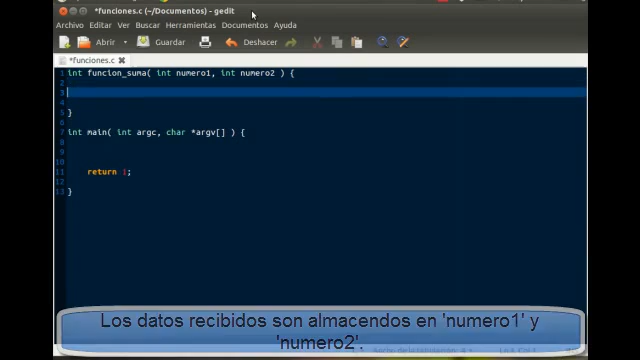 *funciones.c (~/Documentos) - gedit
Archivo Editar Ver Buscar Herramientas Documentos Ayuda
Abrir Guardar Deshacer
*funciones.c
1 int funcion_suma( int numero1, int numero2 ) {
2
3
4
5 }
6
7 int main( int argc, char *argv[] ) {
8
9
10
11 return 1;
12
13 }
Los datos recibidos son almacendos en 'numero1' y
'numero2'.